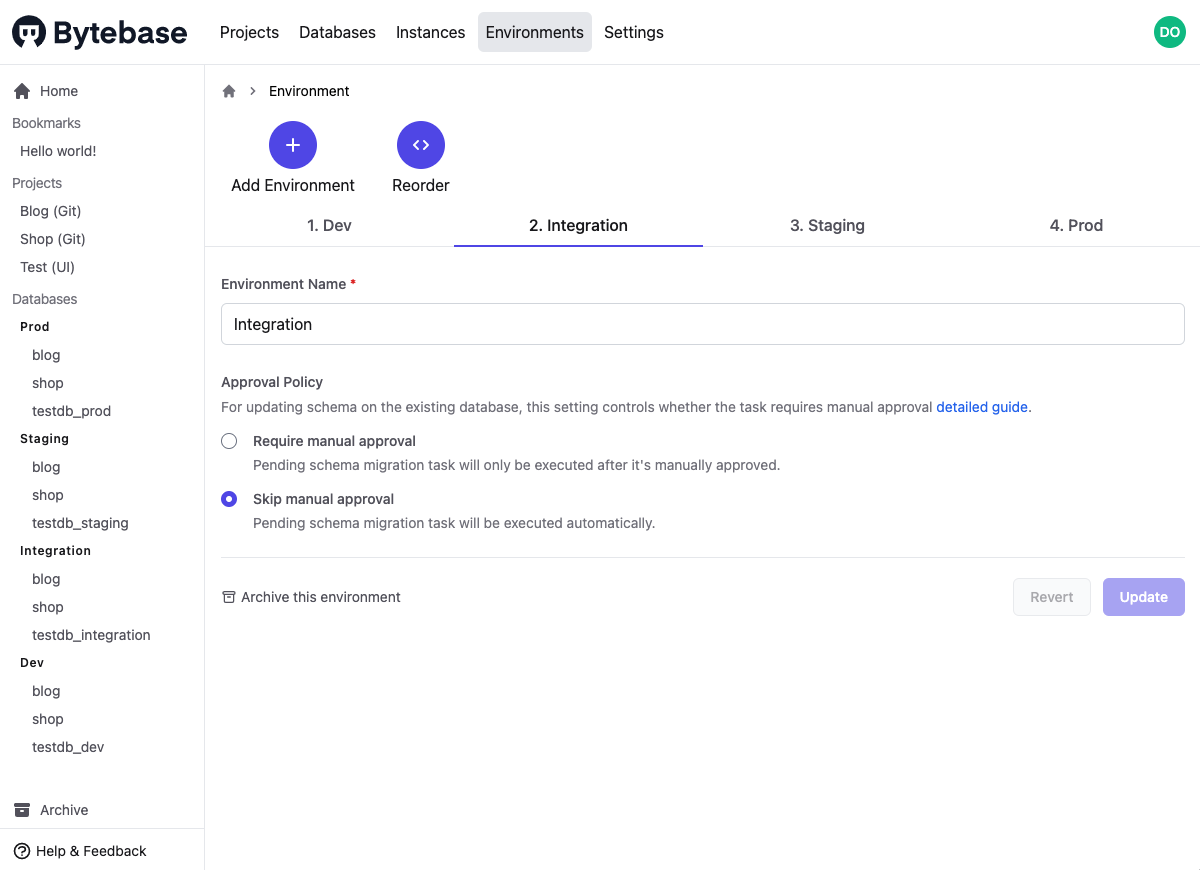 Bytebase
Projects Databases Instances Environments Settings
DO
Home
Bookmarks
Hello world!
Projects
Blog (Git)
Shop (Git)
Test (UI)
Databases
Prod
blog
shop
testdb_prod
Staging
blog
shop
testdb_staging
Integration
blog
shop
testdb_integration
Dev
blog
shop
testdb_dev
Archive
Help & Feedback
Environment
Add Environment
Reorder
1. Dev
2. Integration
3. Staging
4. Prod
Environment Name *
Integration
Approval Policy
For updating schema on the existing database, this setting controls whether the task requires manual approval detailed guide.
Require manual approval
Pending schema migration task will only be executed after it's manually approved.
Skip manual approval
Pending schema migration task will be executed automatically.
Archive this environment
Revert
Update